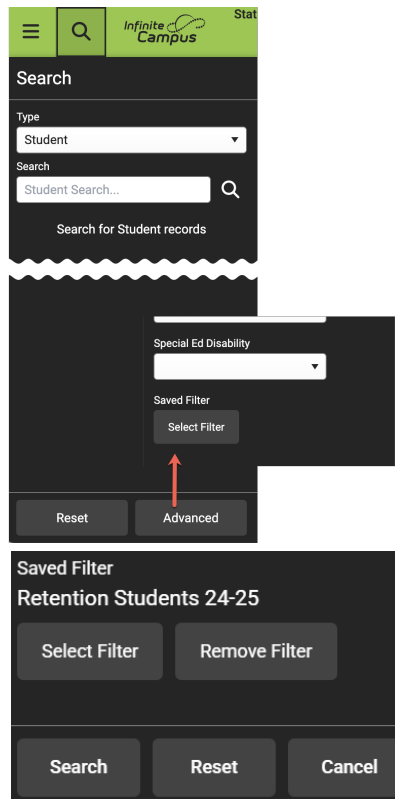 Stat
Infinite
Campus
Search
Type
Student
Search
Student Search...
Search for Student records
Special Ed Disability
Saved Filter
Select Filter
Reset
Advanced
Saved Filter
Retention Students 24-25
Select Filter
Remove Filter
Search
Reset
Cancel